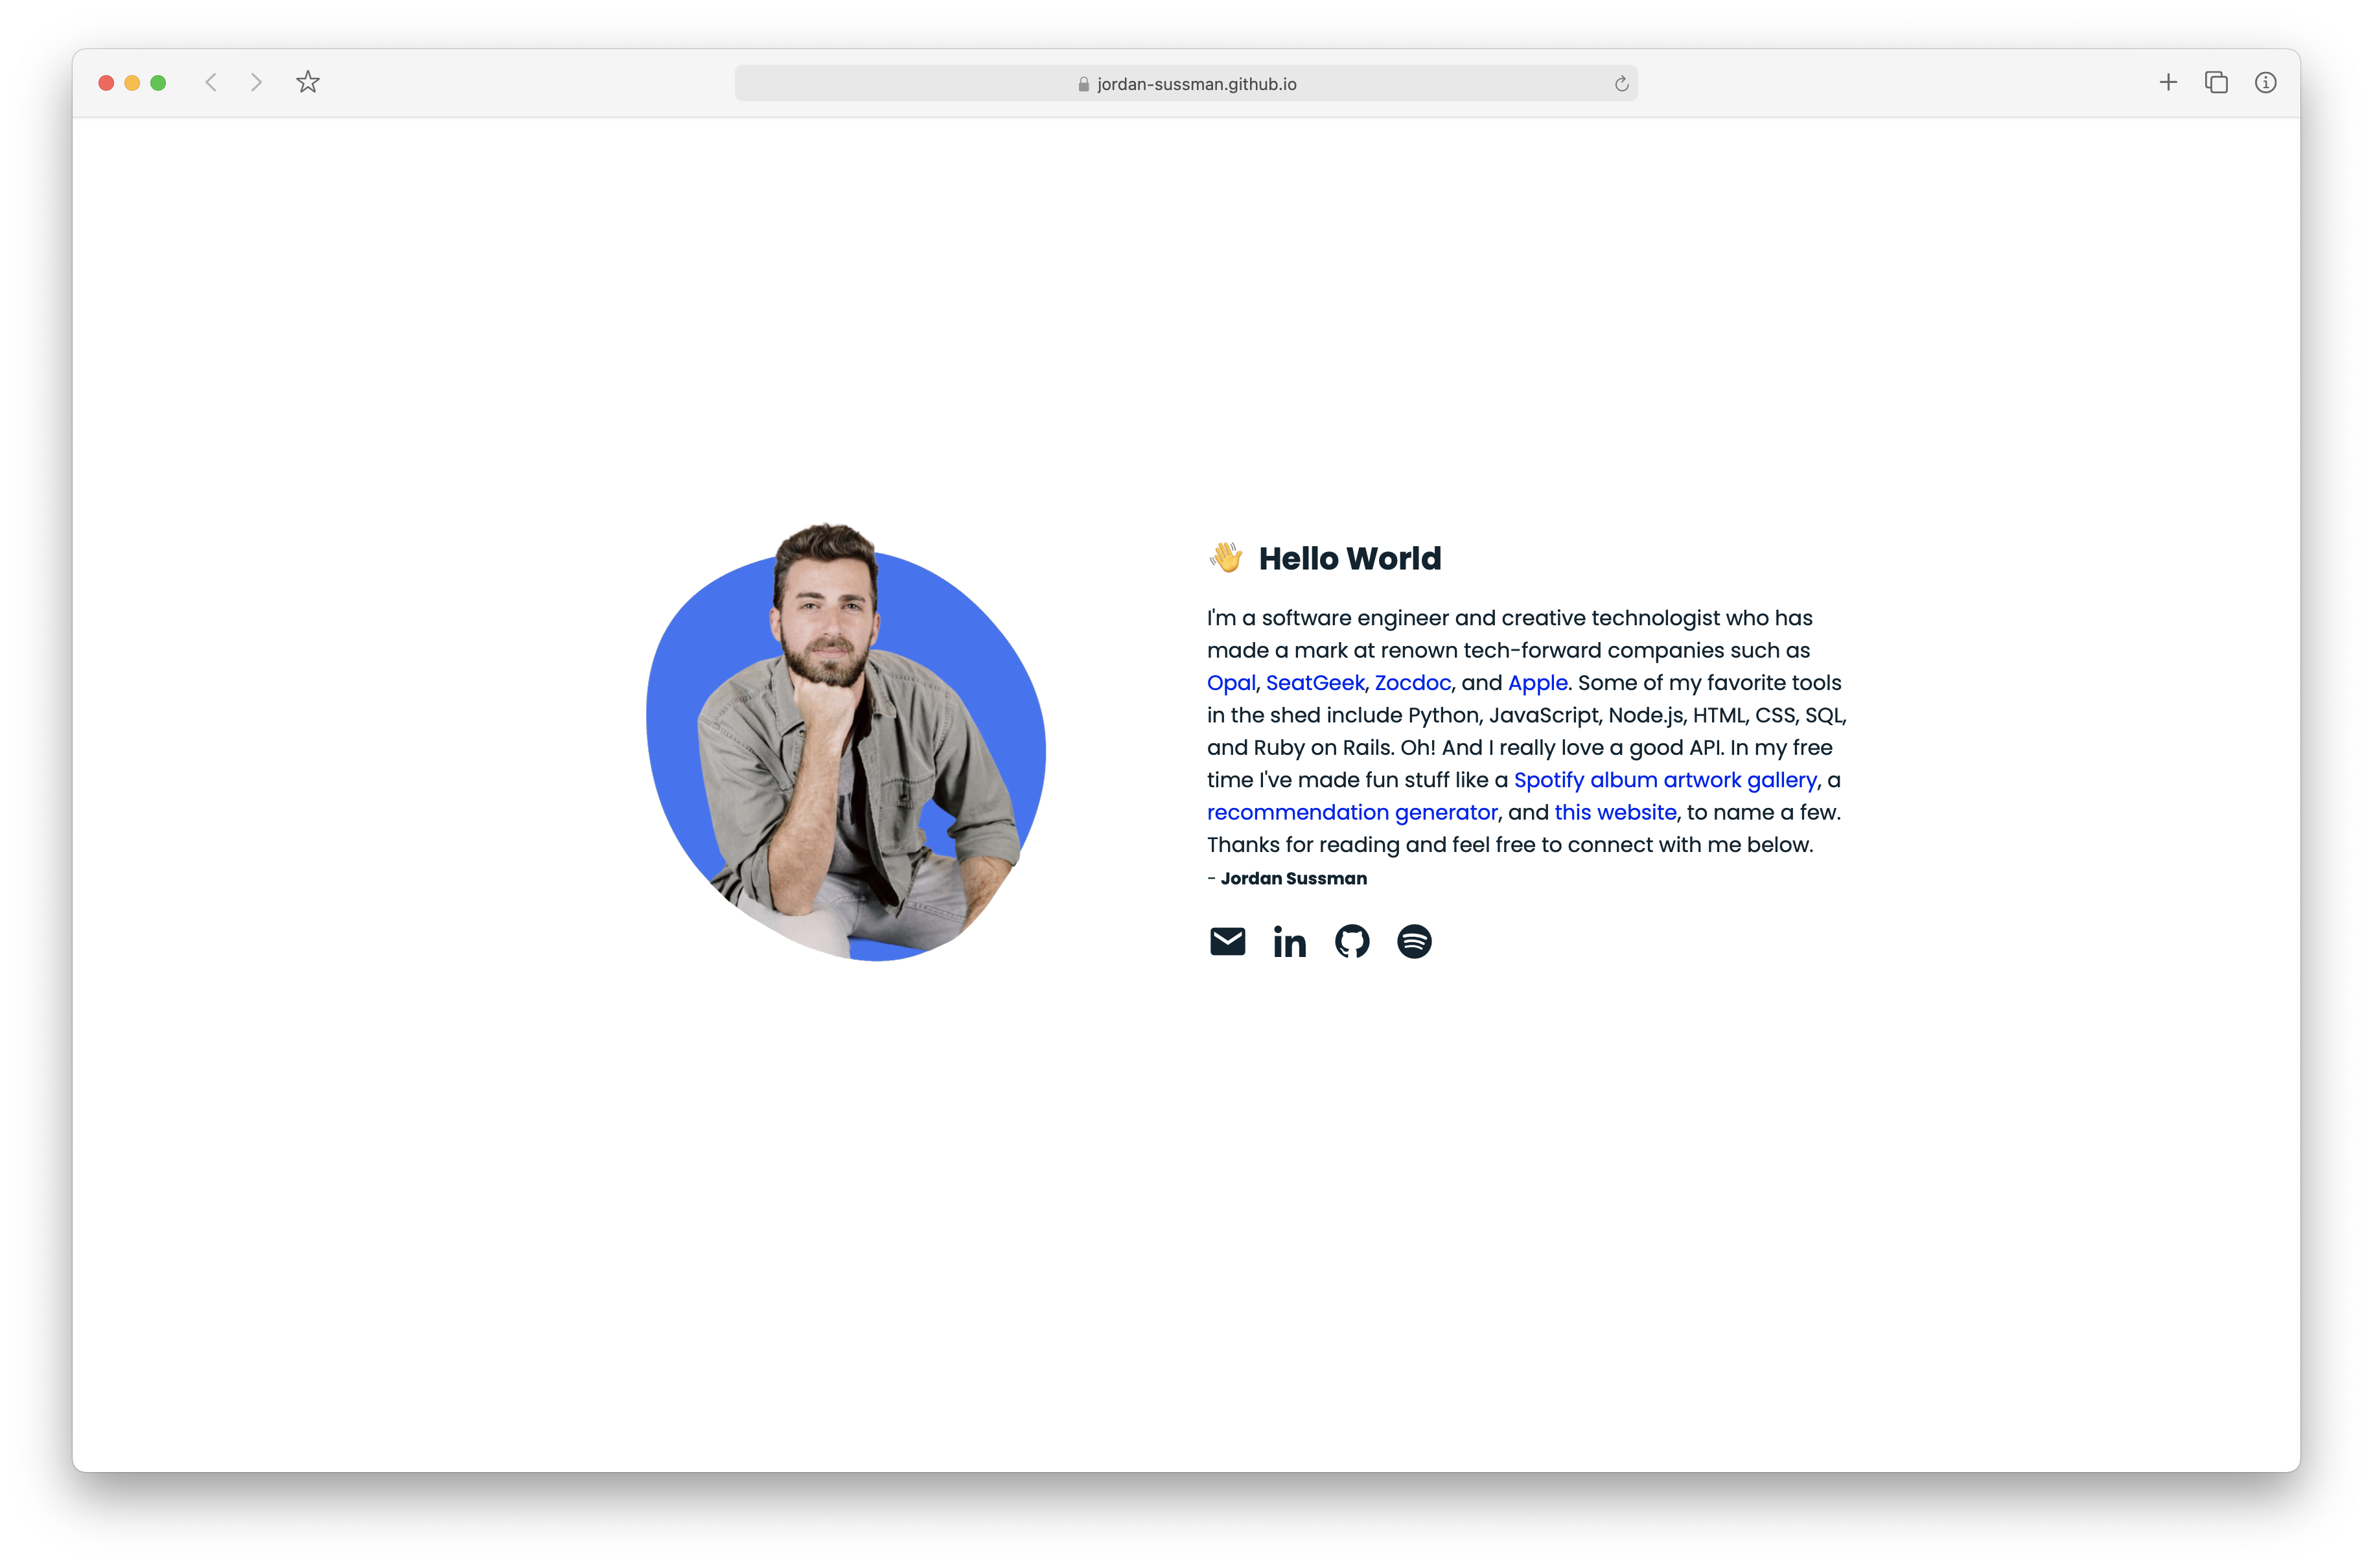 jordan-sussman.github.io
👋 Hello World
I'm a software engineer and creative technologist who has
made a mark at renown tech-forward companies such as
Opal, SeatGeek, Zocdoc, and Apple. Some of my favorite tools
in the shed include Python, JavaScript, Node.js, HTML, CSS, SQL,
and Ruby on Rails. Oh! And I really love a good API. In my free
time I've made fun stuff like a Spotify album artwork gallery, a
recommendation generator, and this website, to name a few.
Thanks for reading and feel free to connect with me below.
- Jordan Sussman
in